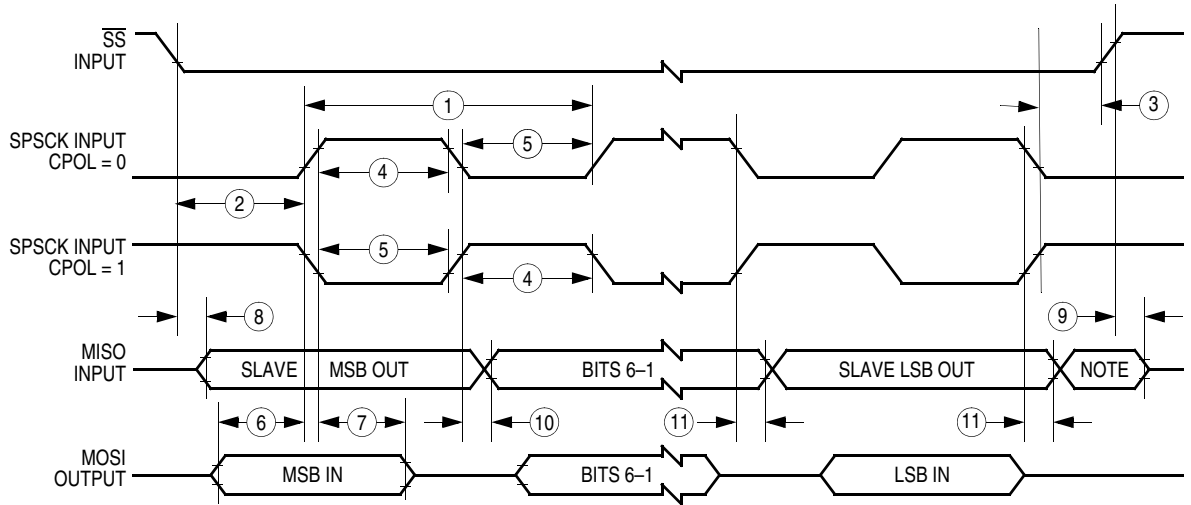 SS
INPUT
1
3
SPSCK INPUT
CPOL = 0
5
4
2
SPSCK INPUT
CPOL = 1
5
4
8
9
MISO
INPUT
SLAVE MSB OUT
BITS 6–1
SLAVE LSB OUT
NOTE
6
7
10
11
11
MOSI
OUTPUT
MSB IN
BITS 6–1
LSB IN